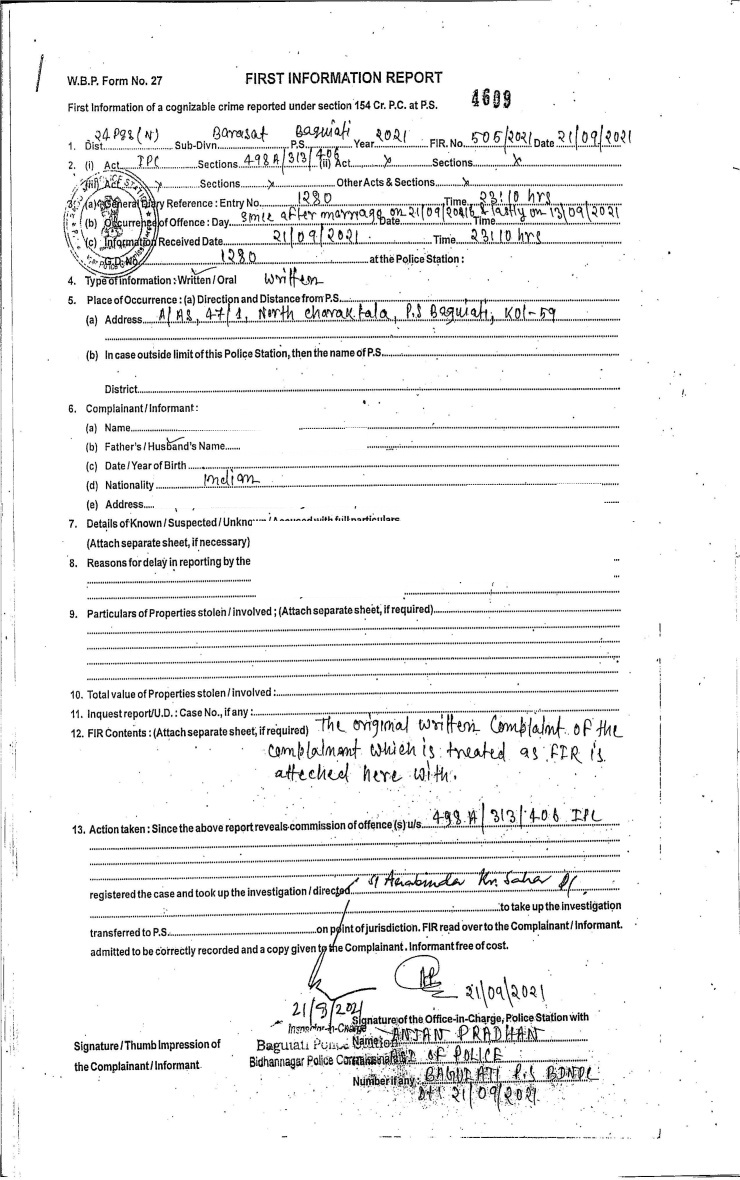 W.B.P. Form No. 27 FIRST INFORMATION REPORT
First Information of a cognizable crime reported under section 154 Cr. P.C. at P.S. 4609
1. Dist. 24 PGS (N) Sub-Divn. Barasat P.S. Baguiati Year 2021 FIR. No. 505/2021 Date 21/09/2021
2. (i) Act IPC Sections 498A/313/406 (ii) Act x Sections x
(iii) Act x Sections x Other Acts & Sections x
3. (a) General Diary Reference : Entry No. 1280 Time 23:10 hrs
(b) Occurrence of Offence : Day since after marriage on 21/09/2016 & lastly on 13/09/2021 Date Time
(c) Information Received Date 21/09/2021. Time 23:10 hrs
G.D. No. 1280 at the Police Station :
4. Type of information : Written / Oral Written
5. Place of Occurrence : (a) Direction and Distance from P.S.
(a) Address A/AS, 47/1, North Charaktala, P.S Baguiati, Kol-59
(b) In case outside limit of this Police Station, then the name of P.S.
District
6. Complainant / Informant :
(a) Name
(b) Father's / Husband's Name
(c) Date / Year of Birth
(d) Nationality Indian
(e) Address
7. Details of Known / Suspected / Unknown / Accused with full particulars
(Attach separate sheet, if necessary)
8. Reasons for delay in reporting by the
9. Particulars of Properties stolen / involved ; (Attach separate sheet, if required)
10. Total value of Properties stolen / involved :
11. Inquest report/U.D. : Case No., if any :
12. FIR Contents : (Attach separate sheet, if required) The original written complaint of the
complainant which is treated as FIR is
atteched here with.
13. Action taken : Since the above report reveals commission of offence (s) u/s. 498A/313/406 IPC
registered the case and took up the investigation / directed SI Aurabinda Kr. Saha
to take up the investigation
transferred to P.S. on point of jurisdiction. FIR read over to the Complainant / Informant.
admitted to be correctly recorded and a copy given to the Complainant. Informant free of cost.
21/09/2021
21/9/2021
Signature of the Office-in-Charge, Police Station with
Inspector-in-Charge
Name : ANJAN PRADHAN
Signature / Thumb Impression of
Baguiati Police Station
OF POLICE
the Complainant / Informant
Bidhannagar Police Commissionerate
Number if any : BAGUIATI P.S BDNPC
Dt: 21/09/2021